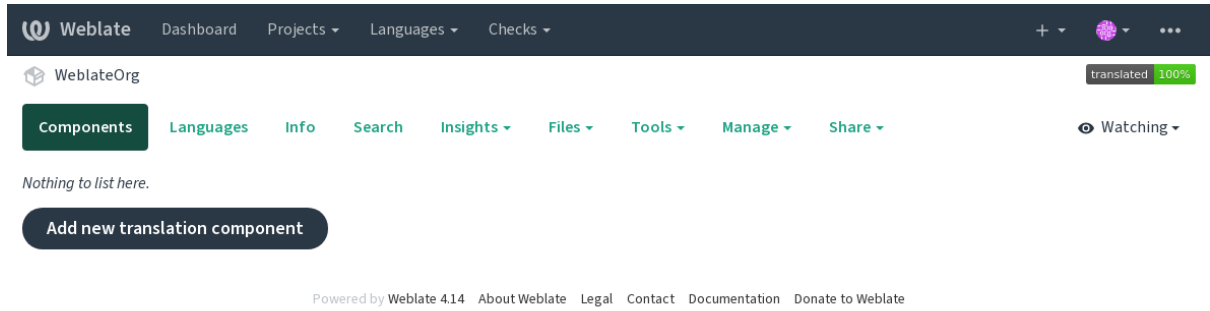 Weblate Dashboard Projects Languages Checks
WeblateOrg translated 100%
Components Languages Info Search Insights Files Tools Manage Share Watching
Nothing to list here.
Add new translation component
Powered by Weblate 4.14 About Weblate Legal Contact Documentation Donate to Weblate